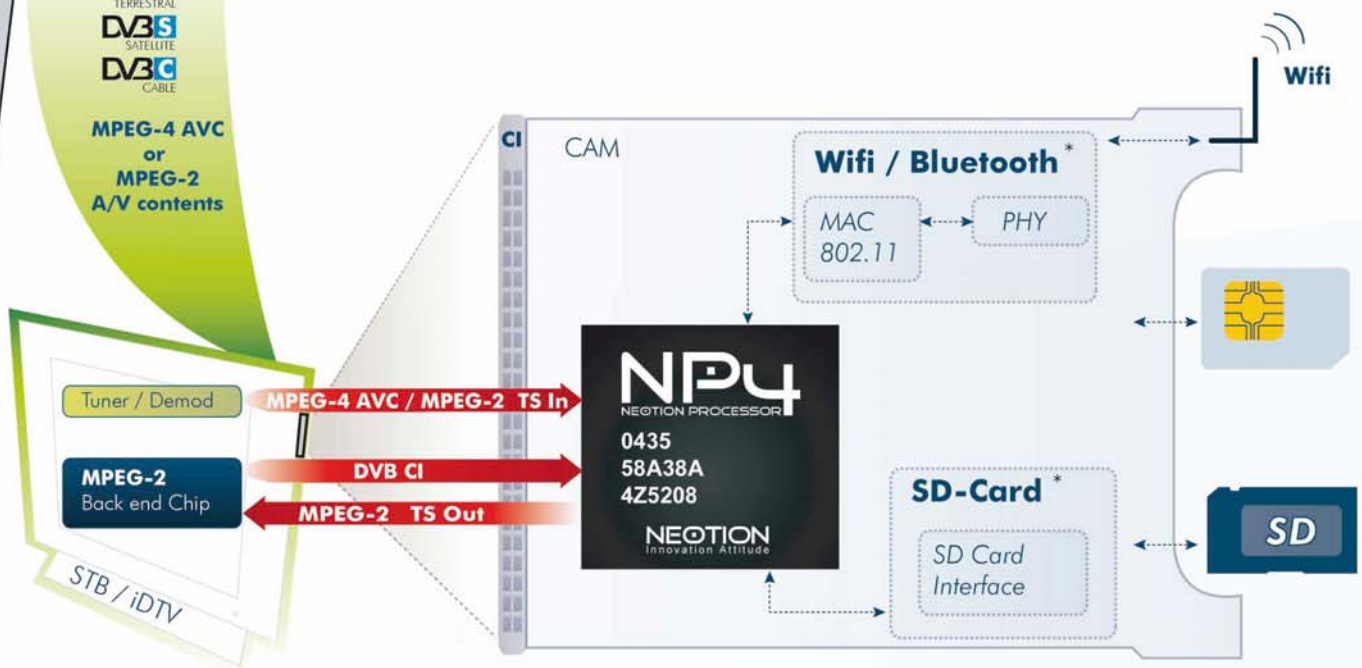 TERRESTRAL
DVB S
SATELLITE
DVB C
CABLE
MPEG-4 AVC
or
MPEG-2
A/V contents
Tuner / Demod
MPEG-2
Back end Chip
STB / iDTV
MPEG-4 AVC / MPEG-2 TS In
DVB CI
MPEG-2 TS Out
CI
CAM
NP4
NEOTION PROCESSOR
0435
58A38A
4Z5208
NEOTION
Innovation Attitude
Wifi / Bluetooth *
MAC
802.11
PHY
Wifi
SD-Card *
SD Card
Interface
SD